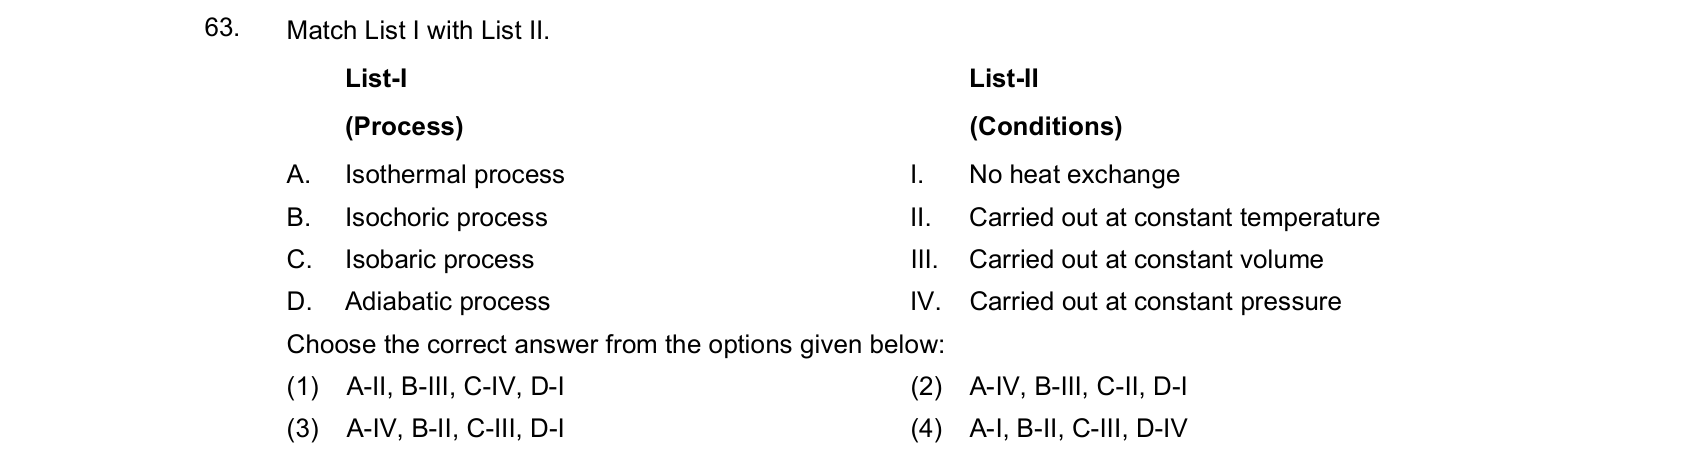 63. Match List I with List II.
List-I List-II
(Process) (Conditions)
A. Isothermal process I. No heat exchange
B. Isochoric process II. Carried out at constant temperature
C. Isobaric process III. Carried out at constant volume
D. Adiabatic process IV. Carried out at constant pressure
Choose the correct answer from the options given below:
(1) A-II, B-III, C-IV, D-I (2) A-IV, B-III, C-II, D-I
(3) A-IV, B-II, C-III, D-I (4) A-I, B-II, C-III, D-IV